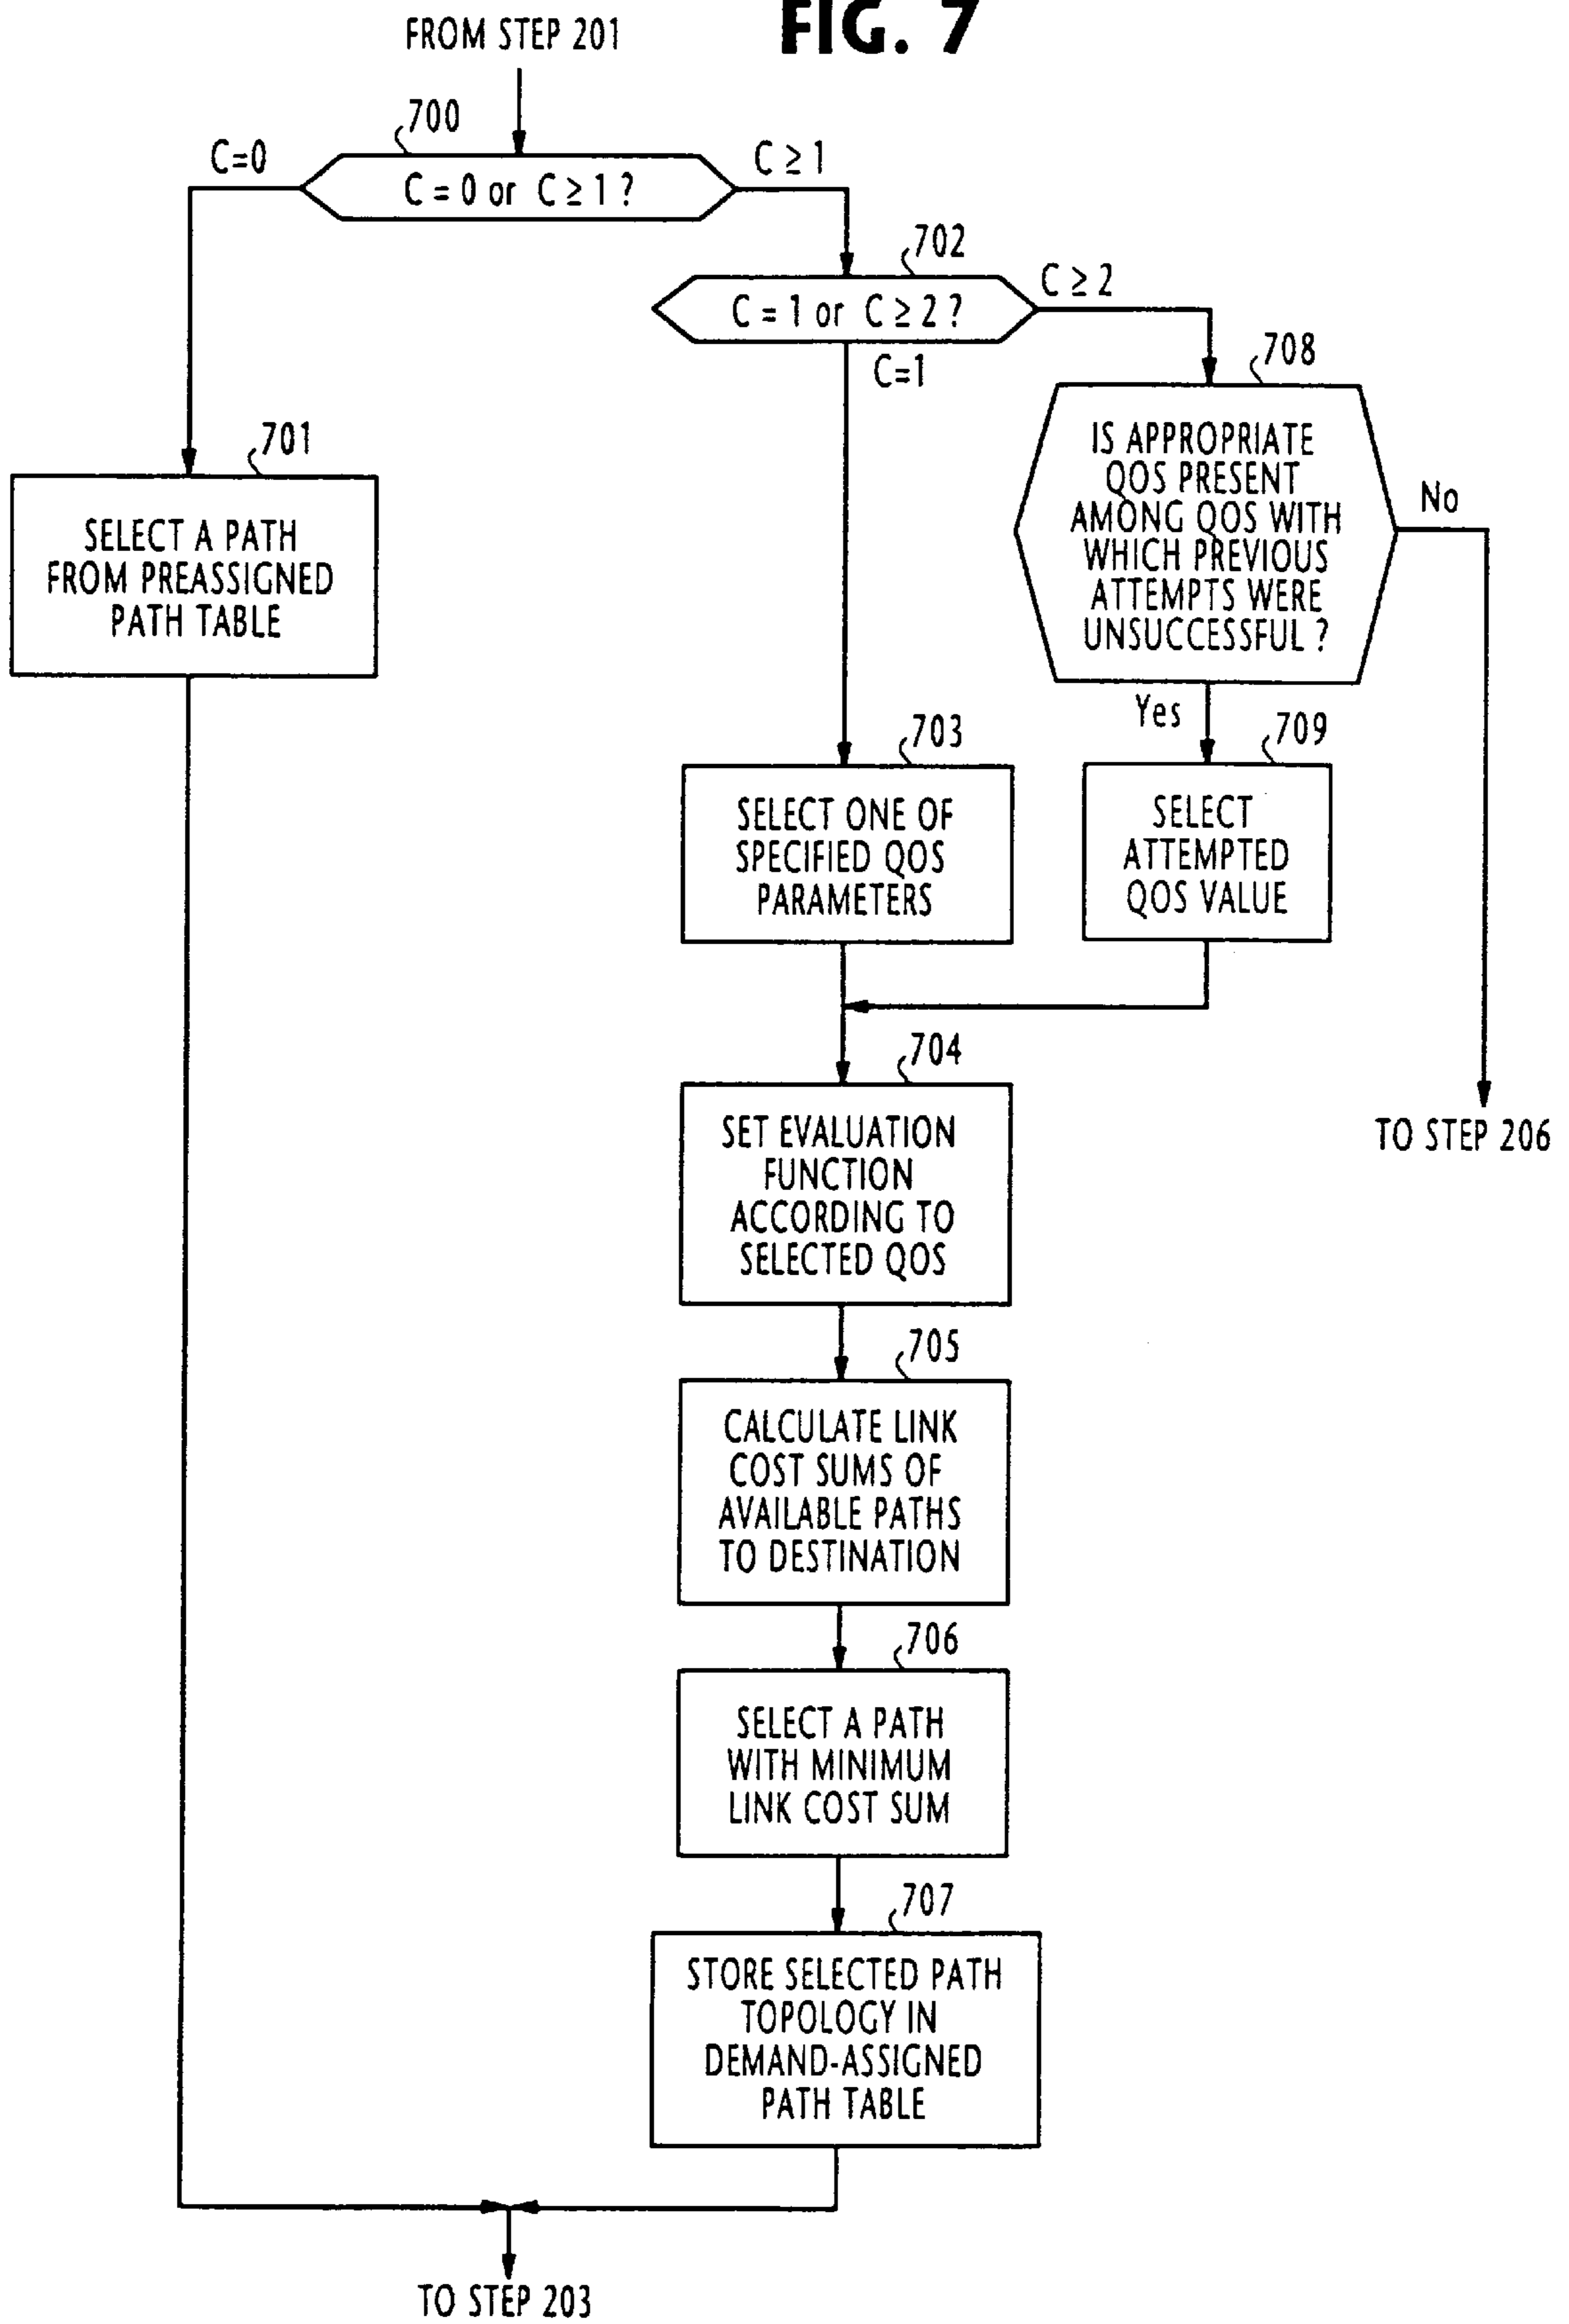 FIG. 7
FROM STEP 201
700
C=0
C ≥ 1
C = 0 or C ≥ 1 ?
702
C ≥ 2
C = 1 or C ≥ 2 ?
C=1
708
IS APPROPRIATE
QOS PRESENT
AMONG QOS WITH
WHICH PREVIOUS
ATTEMPTS WERE
UNSUCCESSFUL ?
No
Yes
701
SELECT A PATH
FROM PREASSIGNED
PATH TABLE
703
SELECT ONE OF
SPECIFIED QOS
PARAMETERS
709
SELECT
ATTEMPTED
QOS VALUE
704
SET EVALUATION
FUNCTION
ACCORDING TO
SELECTED QOS
TO STEP 206
705
CALCULATE LINK
COST SUMS OF
AVAILABLE PATHS
TO DESTINATION
706
SELECT A PATH
WITH MINIMUM
LINK COST SUM
707
STORE SELECTED PATH
TOPOLOGY IN
DEMAND-ASSIGNED
PATH TABLE
TO STEP 203